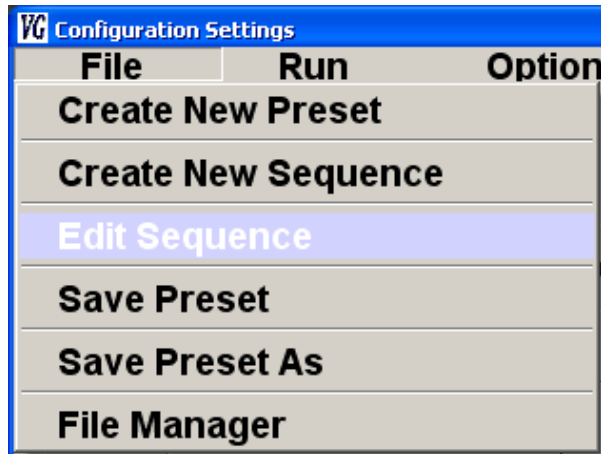 VG Configuration Settings
File Run Option
Create New Preset
Create New Sequence
Edit Sequence
Save Preset
Save Preset As
File Manager